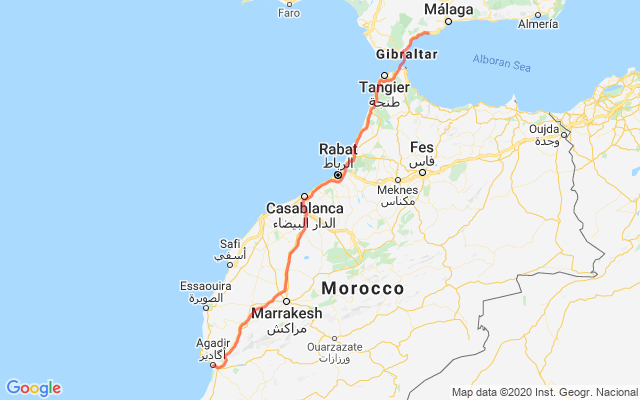 Faro
Málaga
Almería
Gibraltar
Alboran Sea
Tangier
طنجة
Oujda
وجدة
Rabat
الرباط
Fes
فاس
Meknes
مكناس
Casablanca
الدار البيضاء
Safi
أسفي
Essaouira
الصويرة
Morocco
Marrakesh
مراكش
Agadir
أكادير
Ouarzazate
ورزازات
Google
Map data ©2020 Inst. Geogr. Nacional